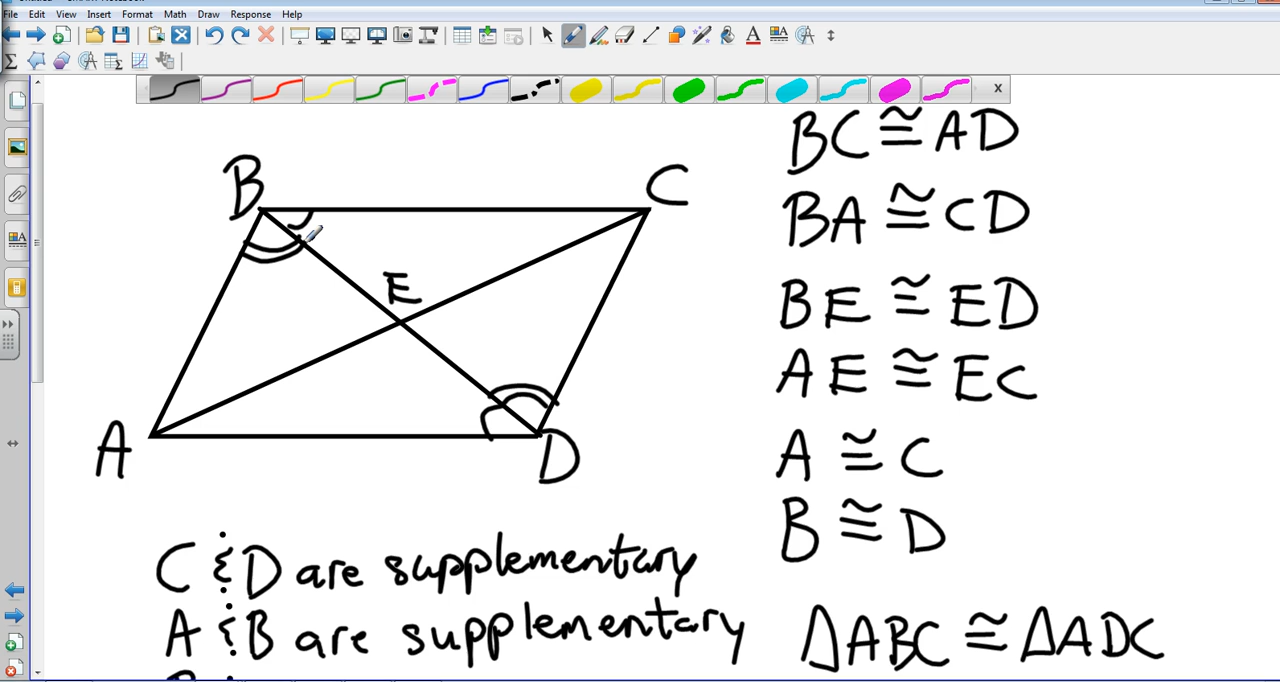 File Edit View Insert Format Math Draw Response Help
x
B
C
E
A
D
BC ≅ AD
BA ≅ CD
BE ≅ ED
AE ≅ EC
A ≅ C
B ≅ D
C & D are supplementary
A & B are supplementary
ΔABC ≅ ΔADC